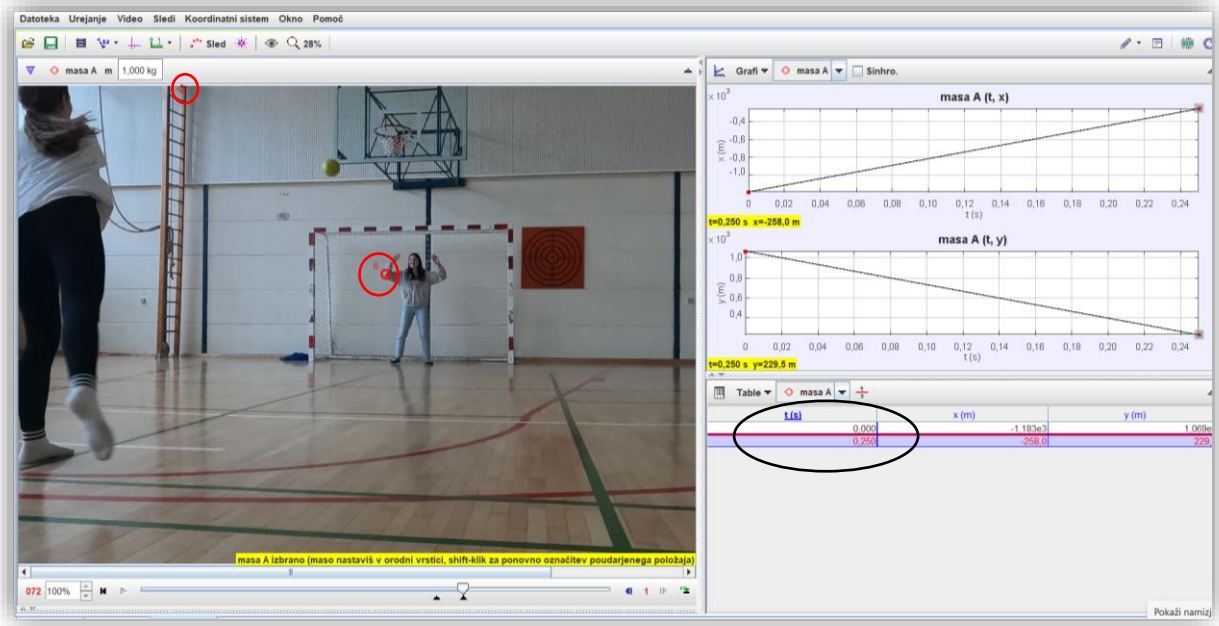 Datoteka Urejanje Video Sledi Koordinatni sistem Okno Pomoč
Sled 28%
masa A m 1,000 kg
Grafi masa A Sinhro.
masa A (t, x)
×10³
-0,4
-0,6
-0,8
-1,0
x (m)
0 0,02 0,04 0,06 0,08 0,10 0,12 0,14 0,16 0,18 0,20 0,22 0,24
t (s)
t=0,250 s x=-258,0 m
masa A (t, y)
×10³
1,0
0,8
0,6
0,4
y (m)
0 0,02 0,04 0,06 0,08 0,10 0,12 0,14 0,16 0,18 0,20 0,22 0,24
t (s)
t=0,250 s y=229,5 m
Table masa A
t (s) x (m) y (m)
0,000 -1,183e3 1,069e
0,250 -258,0 229,
masa A izbrano (maso nastaviš v orodni vrstici, shift-klik za ponovno označitev poudarjenega položaja)
072 100% 1
Pokaži namizj